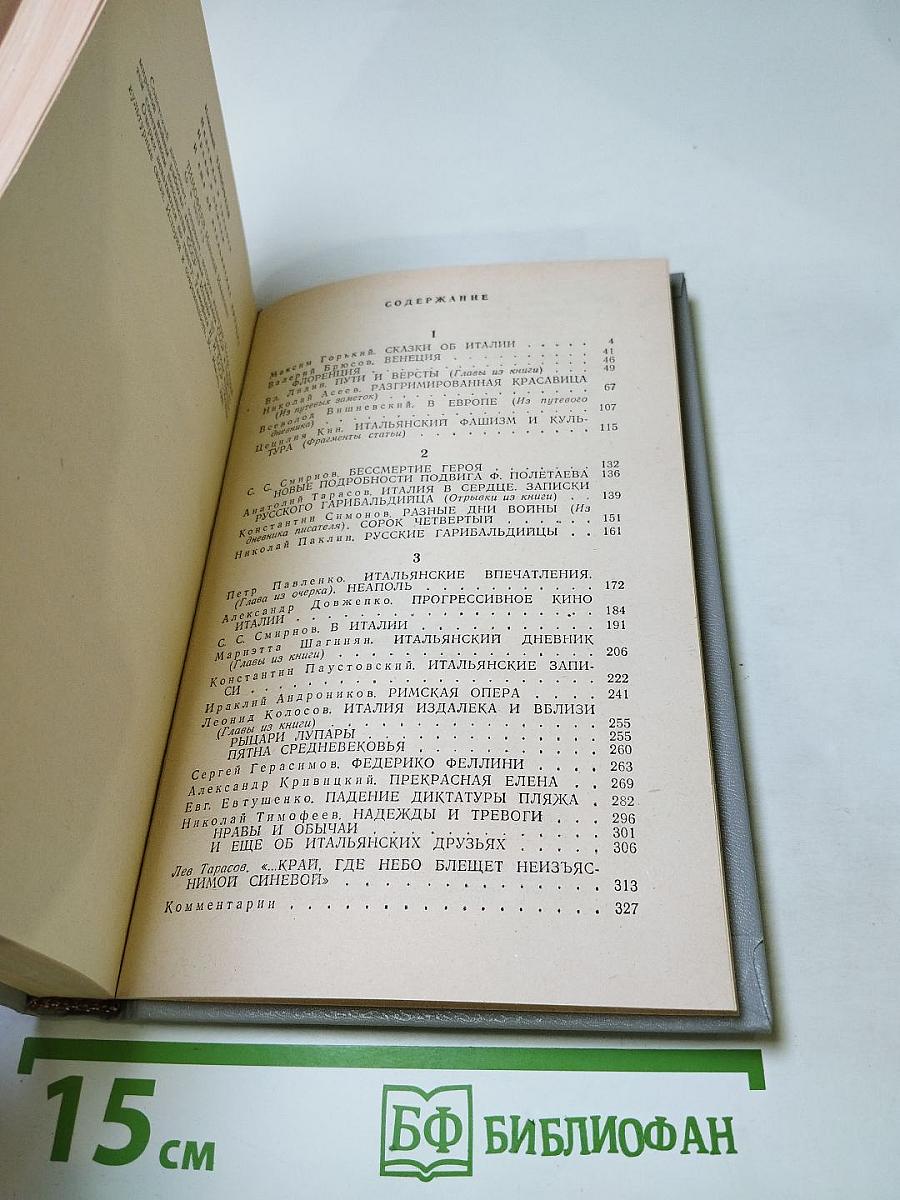 СОДЕРЖАНИЕ
1
Максим Горький. СКАЗКИ ОБ ИТАЛИИ . . . . . 4
Валерий Брюсов. ВЕНЕЦИЯ . . . . . . . . . 41
ФЛОРЕНЦИЯ . . . . . . . . . . . . . . 46
Вл. Лидин. ПУТИ И ВЕРСТЫ (Главы из книги) . . . 49
Николай Асеев. РАЗГРИМИРОВАННАЯ КРАСАВИЦА
(Из путевых заметок) . . . . . . . . . . . 67
Всеволод Вишневский. В ЕВРОПЕ (Из путевого
дневника) . . . . . . . . . . . . . . . 107
Цецилия Кин. ИТАЛЬЯНСКИЙ ФАШИЗМ И КУЛЬ-
ТУРА (Фрагменты статьи) . . . . . . . . . . 115
2
С. С. Смирнов. БЕССМЕРТИЕ ГЕРОЯ . . . . . . . 132
НОВЫЕ ПОДРОБНОСТИ ПОДВИГА Ф. ПОЛЕТАЕВА 136
Анатолий Тарасов. ИТАЛИЯ В СЕРДЦЕ. ЗАПИСКИ
РУССКОГО ГАРИБАЛЬДИЙЦА (Отрывки из книги) . . 139
Константин Симонов. РАЗНЫЕ ДНИ ВОЙНЫ (Из
дневника писателя). СОРОК ЧЕТВЕРТЫЙ . . . . . . 151
Николай Паклин. РУССКИЕ ГАРИБАЛЬДИЙЦЫ . . 161
3
Петр Павленко. ИТАЛЬЯНСКИЕ ВПЕЧАТЛЕНИЯ.
(Глава из очерка). НЕАПОЛЬ . . . . . . . . . . 172
Александр Довженко. ПРОГРЕССИВНОЕ КИНО
ИТАЛИИ . . . . . . . . . . . . . . . . 184
С. С. Смирнов. В ИТАЛИИ . . . . . . . . . . 191
Мариэтта Шагинян. ИТАЛЬЯНСКИЙ ДНЕВНИК
(Главы из книги) . . . . . . . . . . . . . . 206
Константин Паустовский. ИТАЛЬЯНСКИЕ ЗАПИ-
СИ . . . . . . . . . . . . . . . . . . 222
Ираклий Андроников. РИМСКАЯ ОПЕРА . . . . 241
Леонид Колосов. ИТАЛИЯ ИЗДАЛЕКА И ВБЛИЗИ
(Главы из книги) . . . . . . . . . . . . . . 255
РЫЦАРИ ЛУПАРЫ . . . . . . . . . . . . 255
ПЯТНА СРЕДНЕВЕКОВЬЯ . . . . . . . . . . 260
Сергей Герасимов. ФЕДЕРИКО ФЕЛЛИНИ . . . . 263
Александр Кривицкий. ПРЕКРАСНАЯ ЕЛЕНА . . 269
Евг. Евтушенко. ПАДЕНИЕ ДИКТАТУРЫ ПЛЯЖА . 282
Николай Тимофеев. НАДЕЖДЫ И ТРЕВОГИ . . . 296
НРАВЫ И ОБЫЧАИ . . . . . . . . . . . . 301
И ЕЩЕ ОБ ИТАЛЬЯНСКИХ ДРУЗЬЯХ . . . . . 306
Лев Тарасов. «...КРАЙ, ГДЕ НЕБО БЛЕЩЕТ НЕИЗЪЯС-
НИМОЙ СИНЕВОЙ» . . . . . . . . . . . . . 313
Комментарии . . . . . . . . . . . . . . . . 327
15 см
БФ БИБЛИОФАН